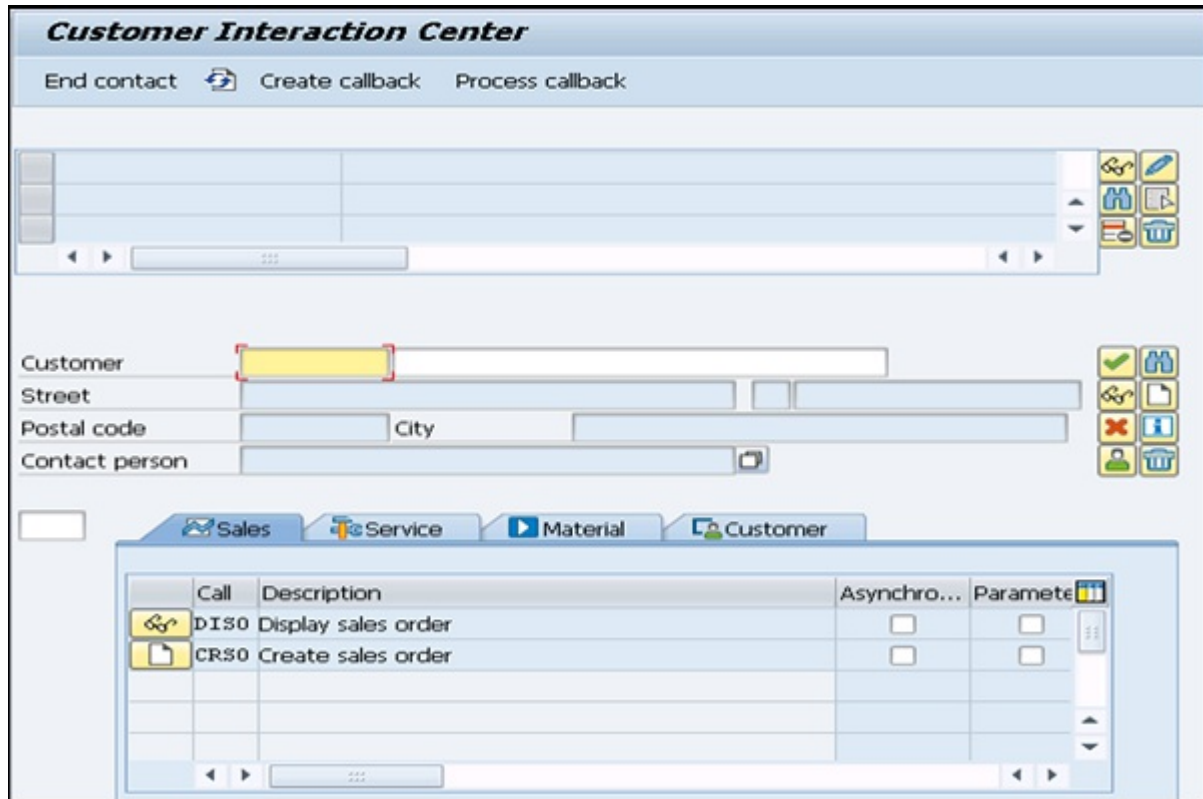 Customer Interaction Center
End contact Create callback Process callback
Customer
Street
Postal code City
Contact person
Sales Service Material Customer
Call Description Asynchro... Paramete
DISO Display sales order
CRSO Create sales order